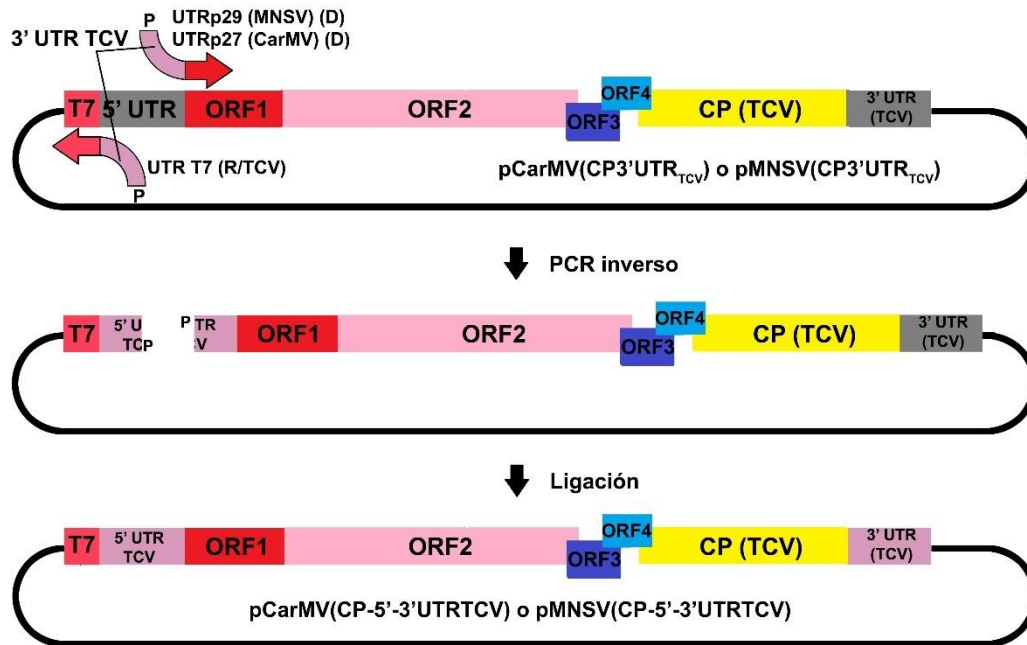 P
UTRp29 (MNSV) (D)
UTRp27 (CarMV) (D)
3’ UTR TCV
T7
5’ UTR
ORF1
ORF2
ORF3
ORF4
CP (TCV)
3’ UTR
(TCV)
UTR T7 (R/TCV)
P
pCarMV(CP3’UTRTCV) o pMNSV(CP3’UTRTCV)
PCR inverso
T7
5’ U
TC
P
P
TR
V
ORF1
ORF2
ORF3
ORF4
CP (TCV)
3’ UTR
(TCV)
Ligación
T7
5’ UTR
TCV
ORF1
ORF2
ORF3
ORF4
CP (TCV)
3’ UTR
(TCV)
pCarMV(CP-5’-3’UTRTCV) o pMNSV(CP-5’-3’UTRTCV)